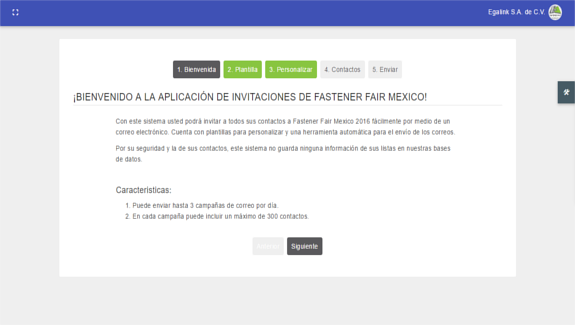 Egalink S.A. de C.V.
1. Bienvenida 2. Plantilla 3. Personalizar 4. Contactos 5. Enviar
¡BIENVENIDO A LA APLICACIÓN DE INVITACIONES DE FASTENER FAIR MEXICO!
Con este sistema usted podrá invitar a todos sus contactos a Fastener Fair Mexico 2016 fácilmente por medio de un
correo electrónico. Cuenta con plantillas para personalizar y una herramienta automática para el envío de los correos.
Por su seguridad y la de sus contactos, este sistema no guarda ninguna información de sus listas en nuestras bases
de datos.
Características:
1. Puede enviar hasta 3 campañas de correo por día.
2. En cada campaña puede incluir un máximo de 300 contactos.
Siguiente